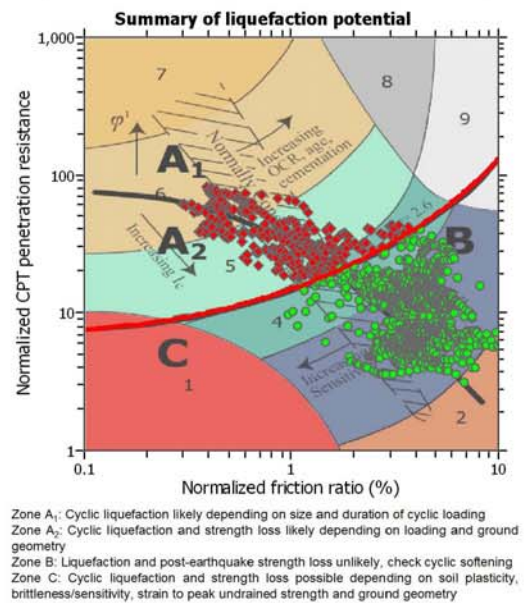 Summary of liquefaction potential
1,000
7
8
9
φ'
A1
Normally
Increasing
OCR, age,
cementation
100
6
A2
Increasing Ic
5
2.6
B
10
4
C
1
Increasing
Sensitivity
2
1
0.1
1
10
Normalized CPT penetration resistance
Normalized friction ratio (%)
Zone A1: Cyclic liquefaction likely depending on size and duration of cyclic loading
Zone A2: Cyclic liquefaction and strength loss likely depending on loading and ground
geometry
Zone B: Liquefaction and post-earthquake strength loss unlikely, check cyclic softening
Zone C: Cyclic liquefaction and strength loss possible depending on soil plasticity,
brittleness/sensitivity, strain to peak undrained strength and ground geometry